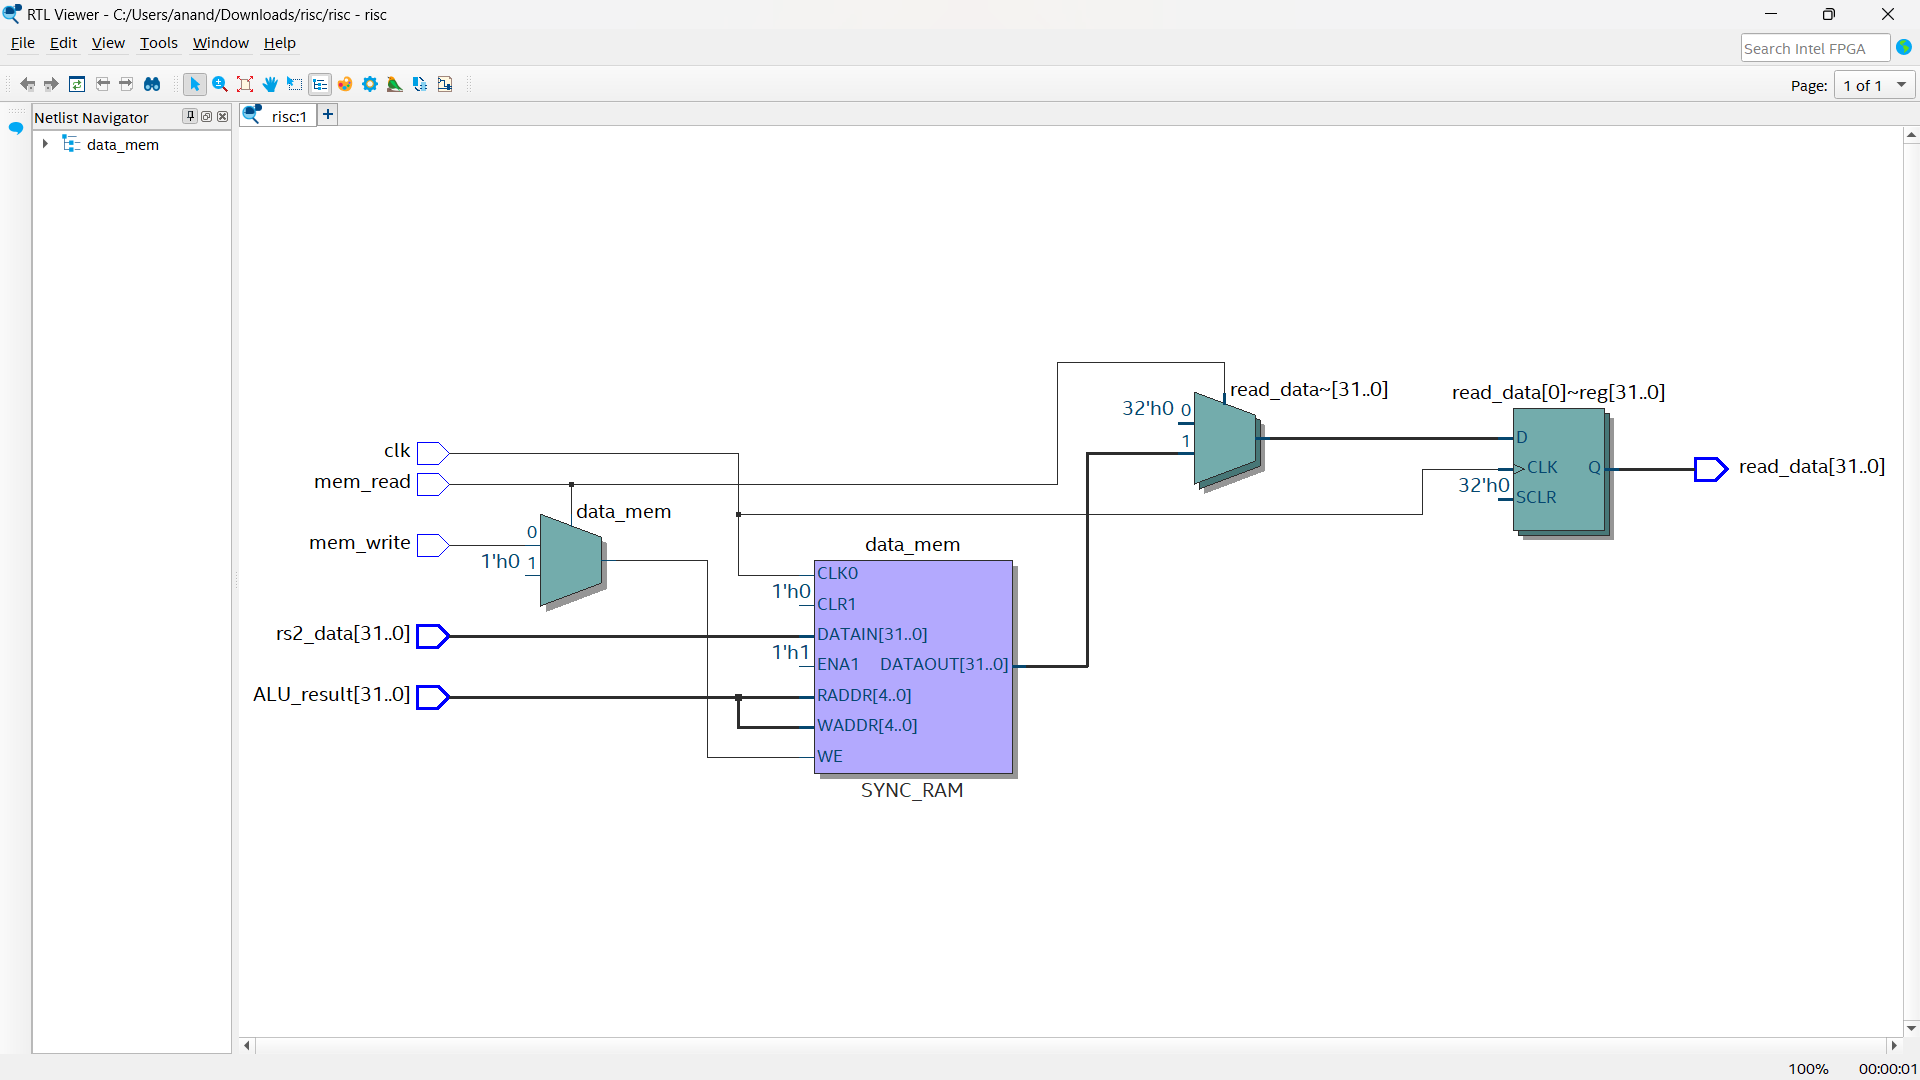 RTL Viewer - C:/Users/anand/Downloads/risc/risc - risc
File Edit View Tools Window Help
Search Intel FPGA
Page: 1 of 1
Netlist Navigator
risc:1 +
data_mem
read_data~[31..0]
read_data[0]~reg[31..0]
32'h0 0
1
D
CLK Q
32'h0
SCLR
read_data[31..0]
clk
mem_read
data_mem
mem_write
0
1'h0 1
data_mem
CLK0
1'h0
CLR1
rs2_data[31..0]
DATAIN[31..0]
1'h1
ENA1 DATAOUT[31..0]
ALU_result[31..0]
RADDR[4..0]
WADDR[4..0]
WE
SYNC_RAM
100% 00:00:01